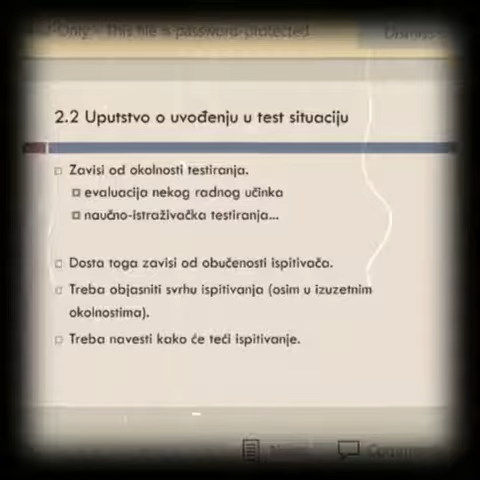 Only – This file is password-protected
2.2 Uputstvo o uvođenju u test situaciju
Zavisi od okolnosti testiranja.
evaluacija nekog radnog učinka
naučno-istraživačka testiranja...
Dosta toga zavisi od obučenosti ispitivača.
Treba objasniti svrhu ispitivanja (osim u izuzetnim
okolnostima).
Treba navesti kako će teći ispitivanje.